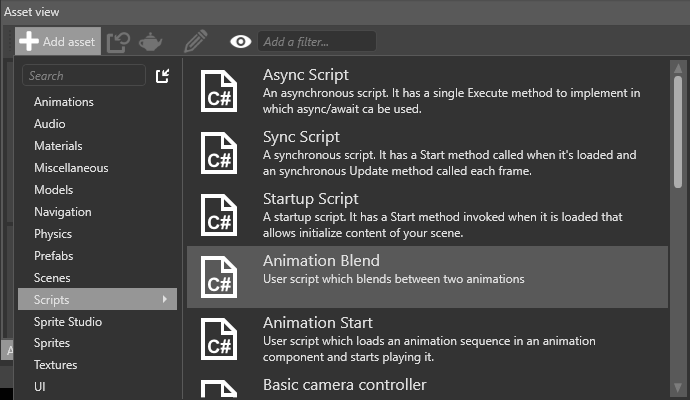 Asset view
Add asset
Add a filter...
Search
Animations
Audio
Materials
Miscellaneous
Models
Navigation
Physics
Prefabs
Scenes
Scripts
Sprite Studio
Sprites
Textures
UI
C#
Async Script
An asynchronous script. It has a single Execute method to implement in
which async/await ca be used.
C#
Sync Script
A synchronous script. It has a Start method called when it's loaded and
an synchronous Update method called each frame.
C#
Startup Script
A startup script. It has a Start method invoked when it is loaded that
allows initialize content of your scene.
C#
Animation Blend
User script which blends between two animations
C#
Animation Start
User script which loads an animation sequence in an animation
component and starts playing it.
Basic camera controller